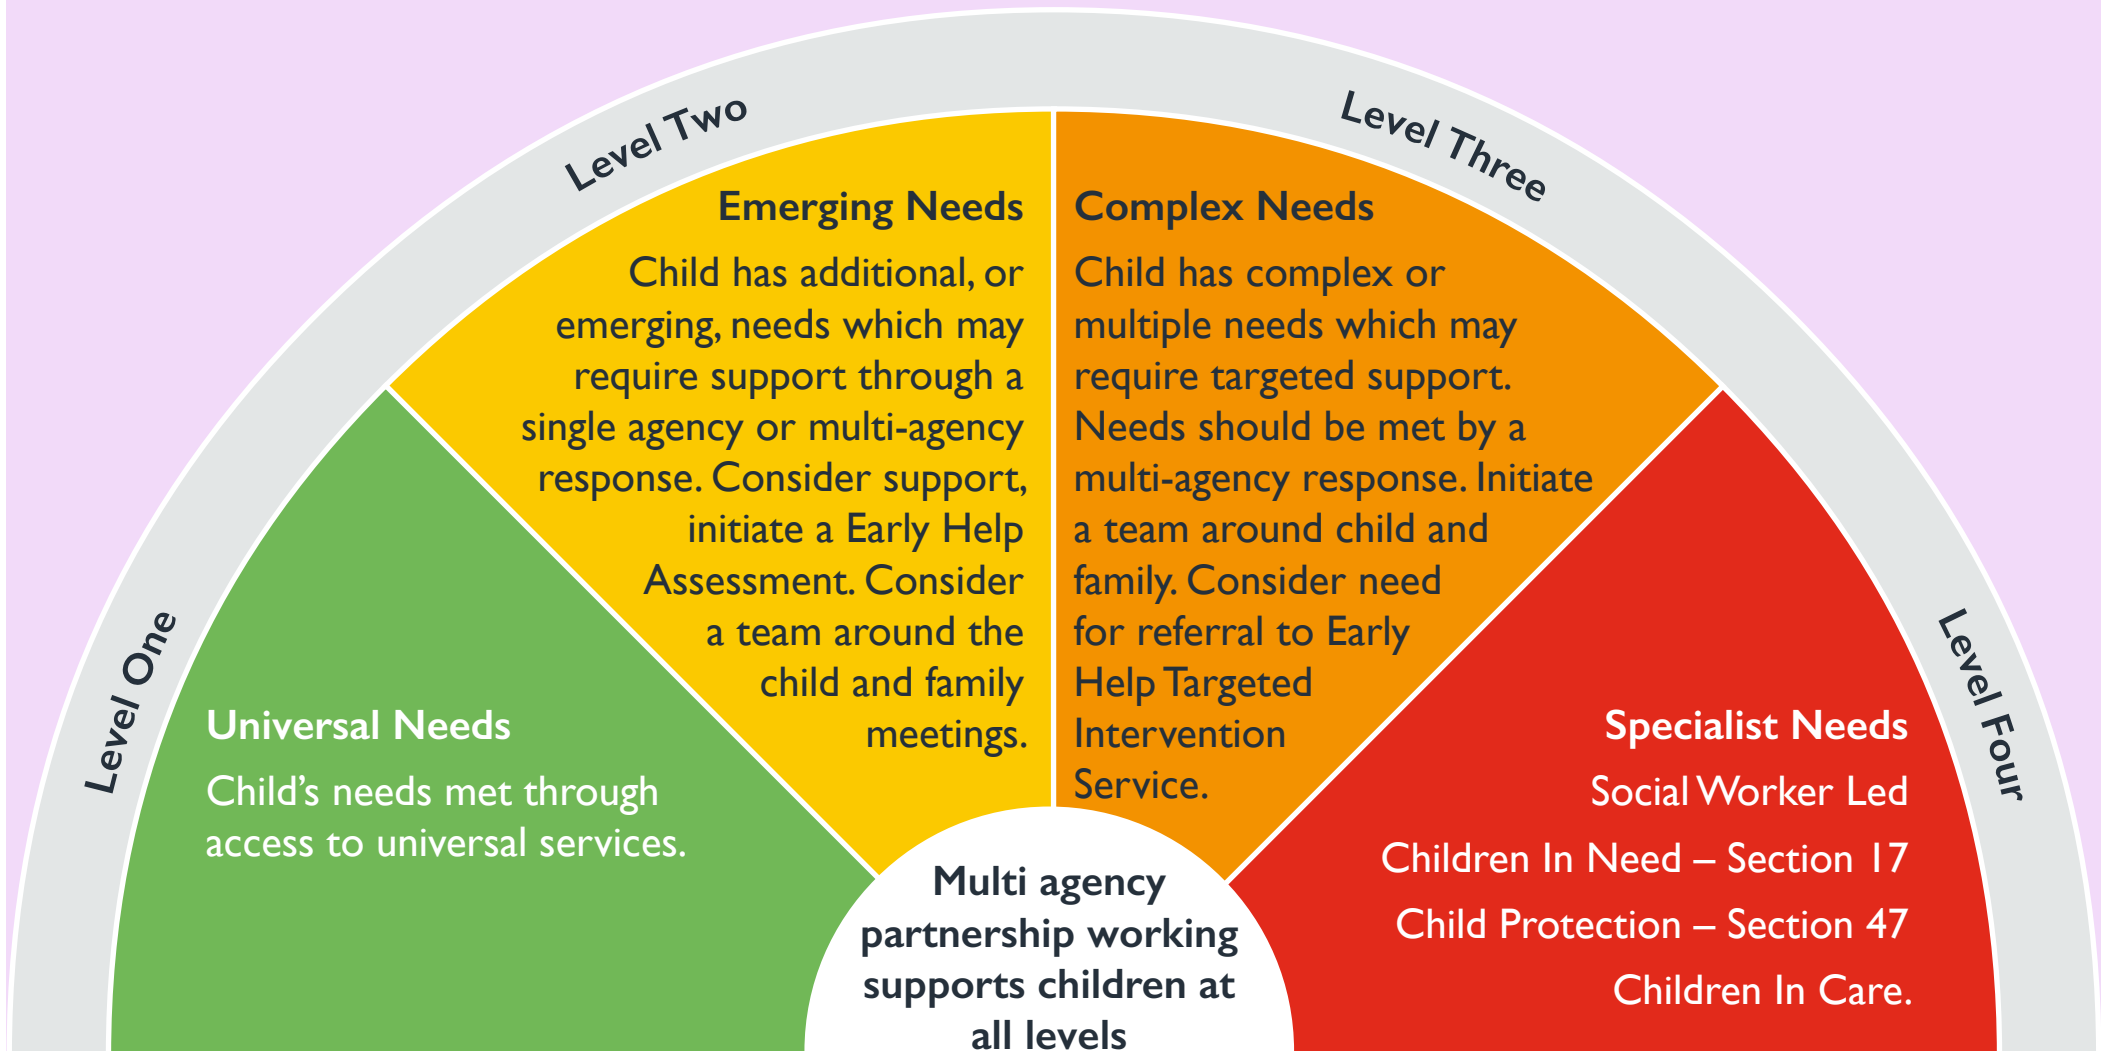 Level One
Universal Needs
Child’s needs met through
access to universal services.
Level Two
Emerging Needs
Child has additional, or
emerging, needs which may
require support through a
single agency or multi-agency
response. Consider support,
initiate a Early Help
Assessment. Consider
a team around the
child and family
meetings.
Level Three
Complex Needs
Child has complex or
multiple needs which may
require targeted support.
Needs should be met by a
multi-agency response. Initiate
a team around child and
family. Consider need
for referral to Early
Help Targeted
Intervention
Service.
Level Four
Specialist Needs
Social Worker Led
Children In Need – Section 17
Child Protection – Section 47
Children In Care.
Multi agency
partnership working
supports children at
all levels